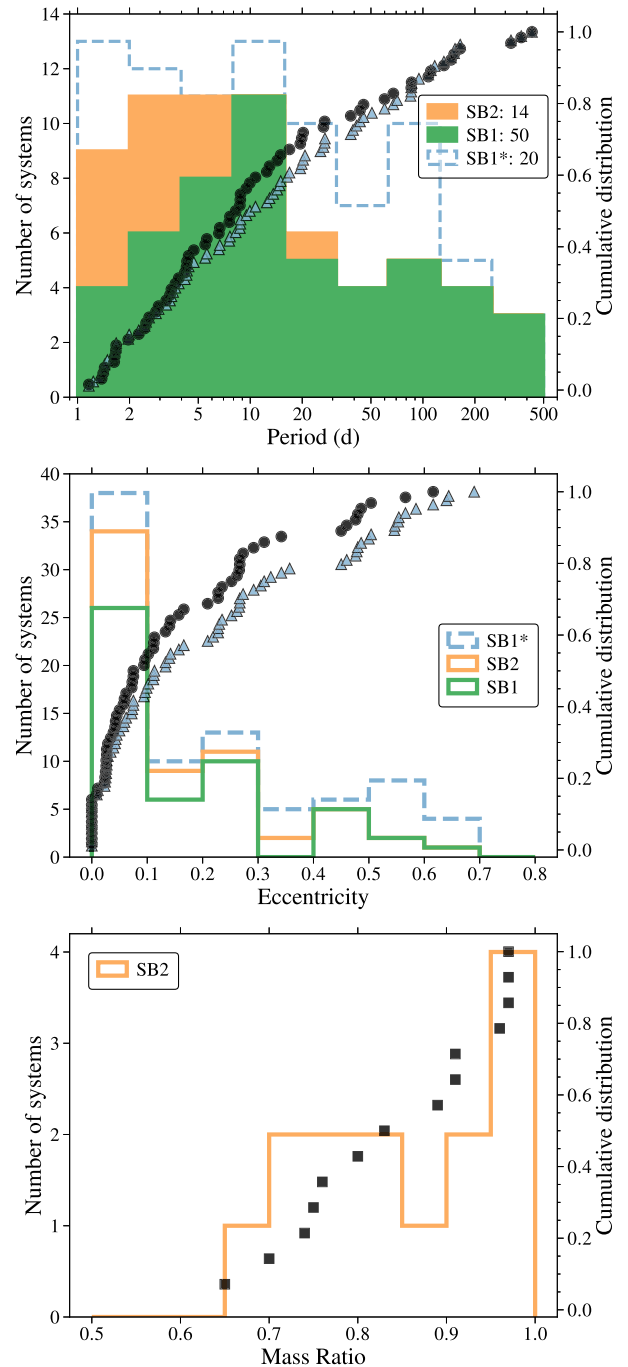 14
12
10
8
6
4
2
0
Number of systems
1.0
0.8
0.6
0.4
0.2
0.0
Cumulative distribution
SB2: 14
SB1: 50
SB1*: 20
1 2 5 10 20 50 100 200 500
Period (d)
40
35
30
25
20
15
10
5
0
Number of systems
1.0
0.8
0.6
0.4
0.2
0.0
Cumulative distribution
SB1*
SB2
SB1
0.0 0.1 0.2 0.3 0.4 0.5 0.6 0.7 0.8
Eccentricity
4
3
2
1
0
Number of systems
SB2
1.0
0.8
0.6
0.4
0.2
0.0
Cumulative distribution
0.5 0.6 0.7 0.8 0.9 1.0
Mass Ratio